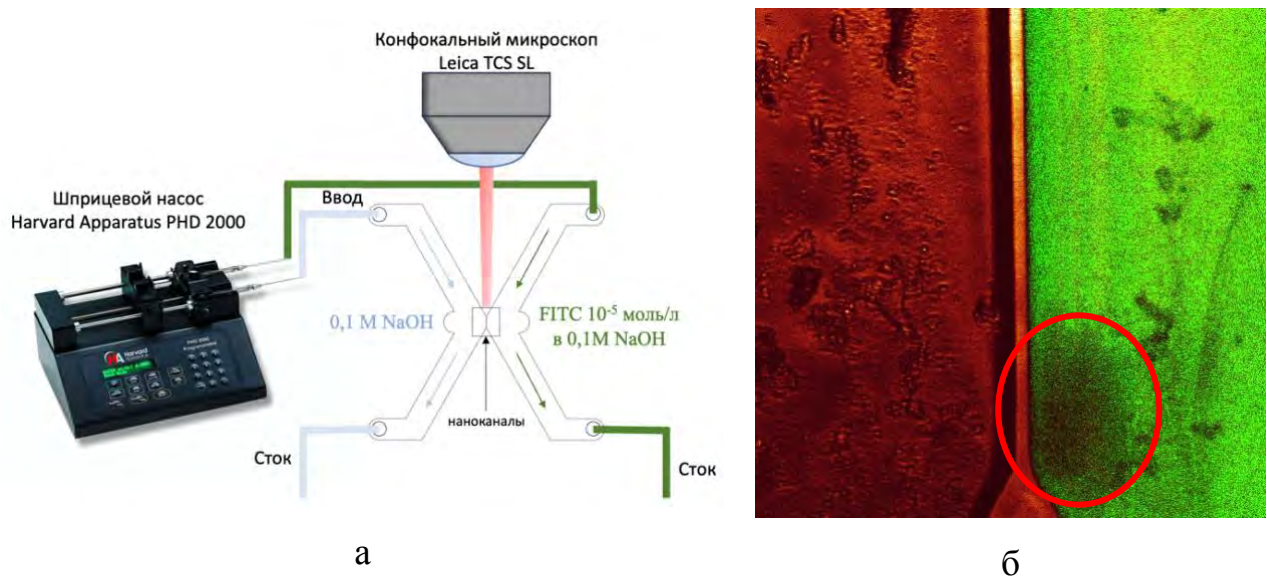 Конфокальный микроскоп
Leica TCS SL
Шприцевой насос
Harvard Apparatus PHD 2000
Ввод
0,1 M NaOH
FITC 10⁻⁵ моль/л
в 0,1M NaOH
наноканалы
Сток
Сток
а
б